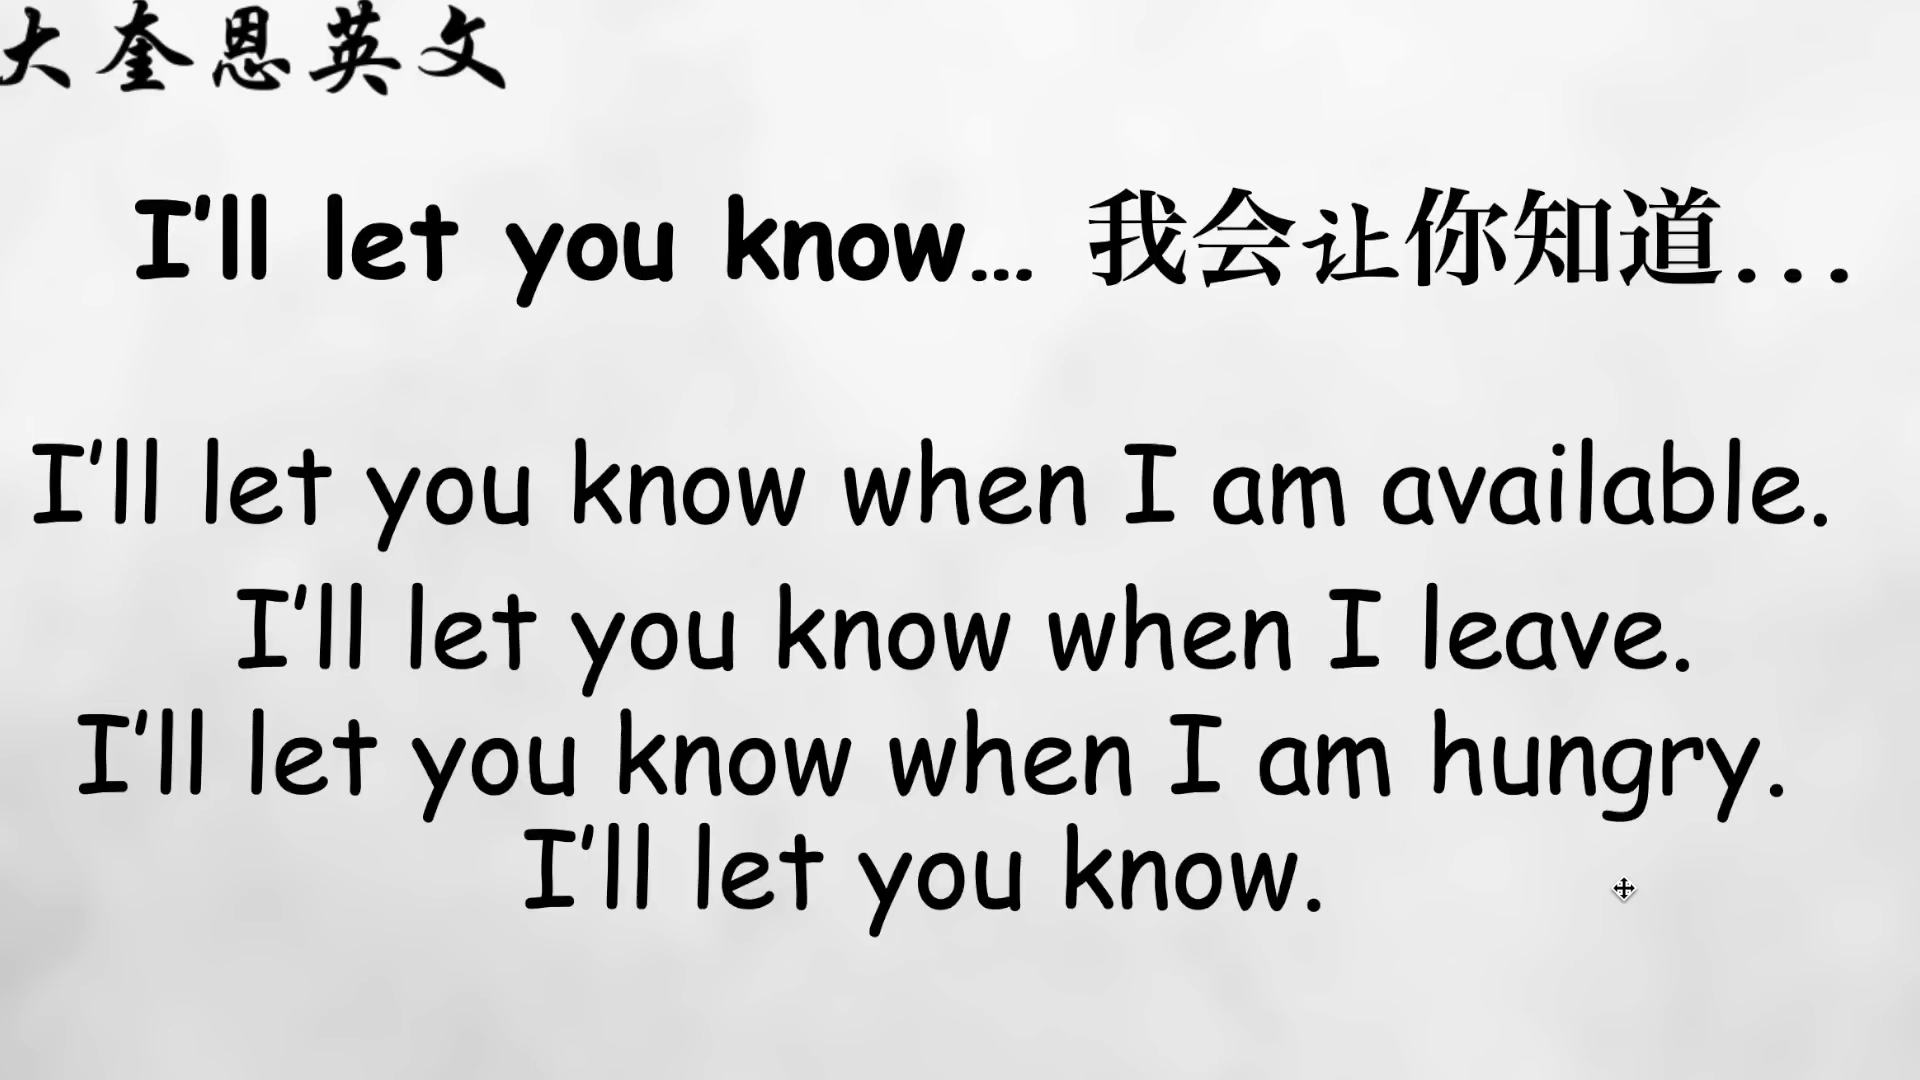 大奎恩英文
I'll let you know... 我会让你知道...
I'll let you know when I am available.
I'll let you know when I leave.
I'll let you know when I am hungry.
I'll let you know.